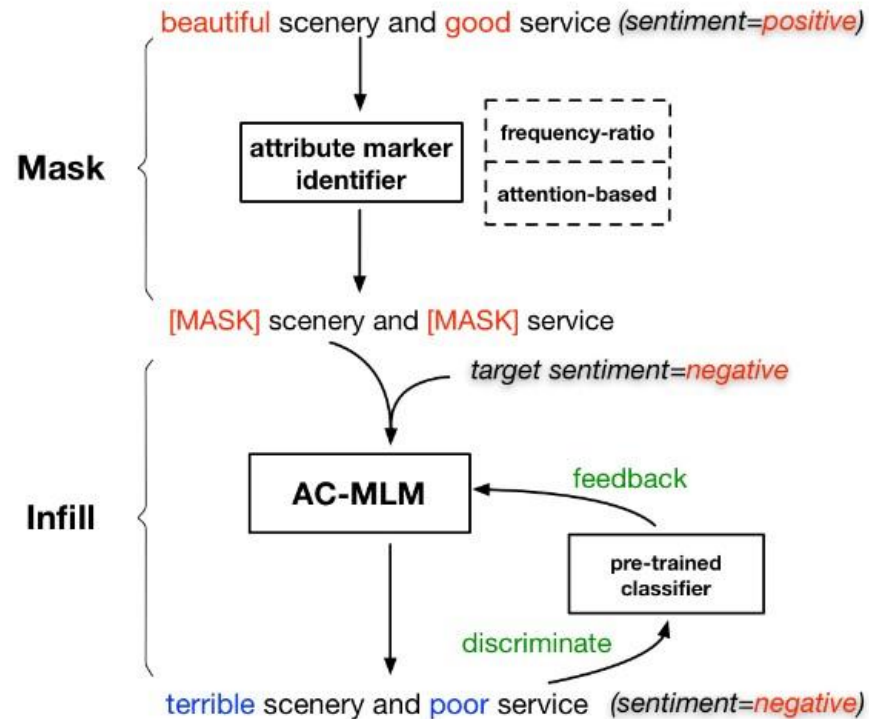 beautiful scenery and good service (sentiment=positive)
attribute marker
identifier
frequency-ratio
attention-based
Mask
[MASK] scenery and [MASK] service
target sentiment=negative
AC-MLM
feedback
Infill
pre-trained
classifier
discriminate
terrible scenery and poor service (sentiment=negative)